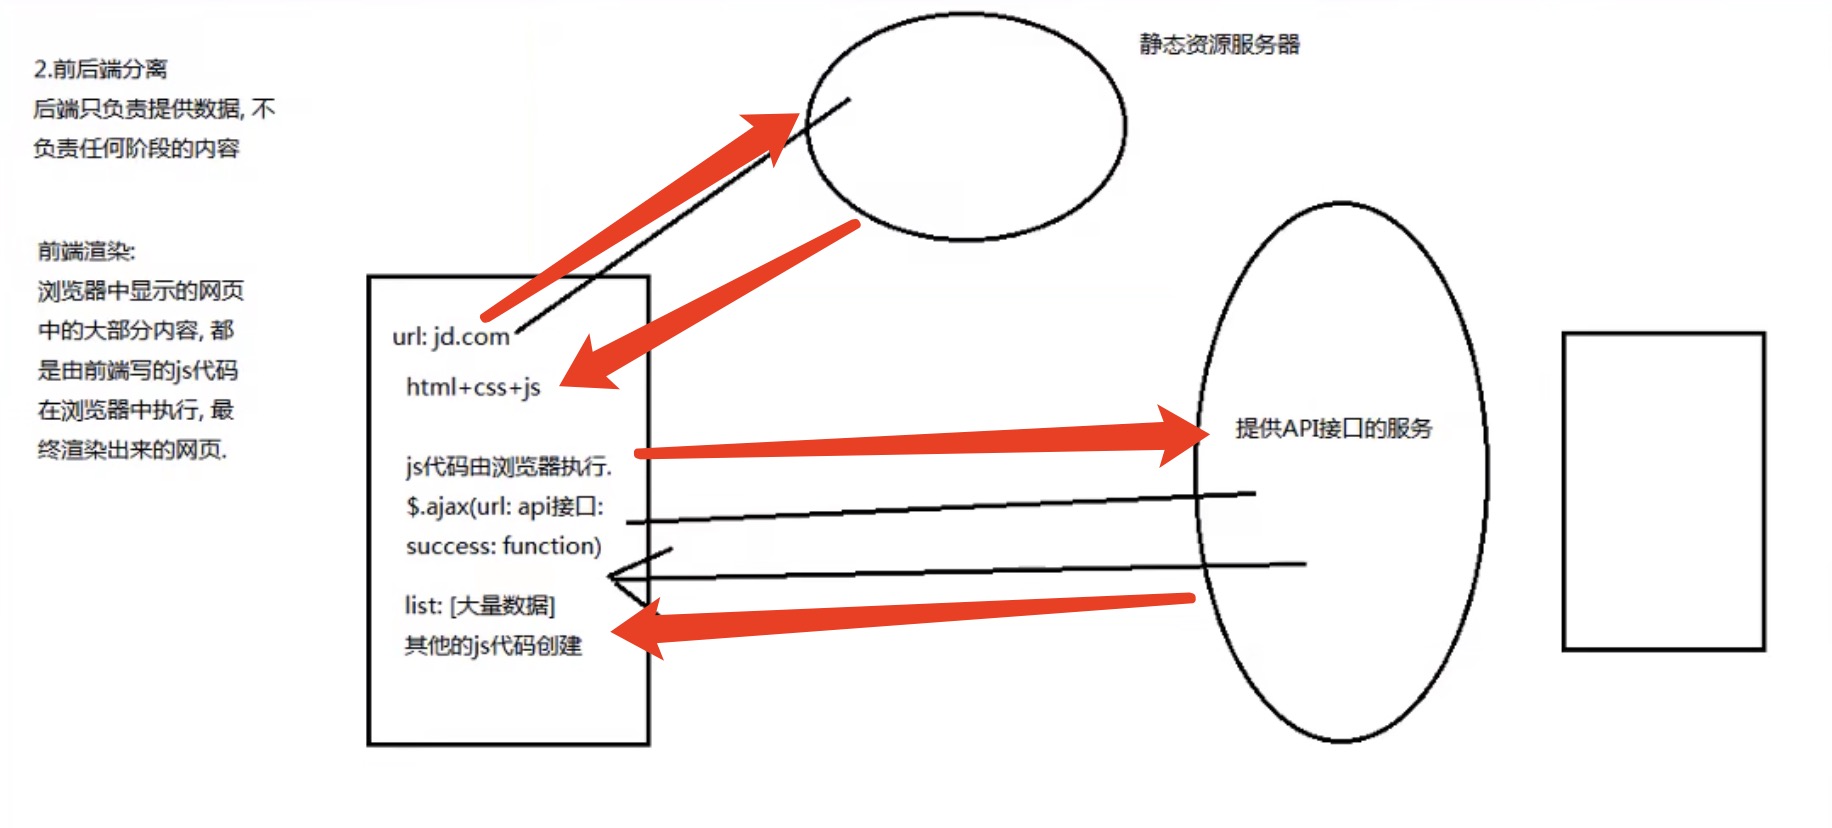 2.前后端分离
后端只负责提供数据, 不
负责任何阶段的内容
前端渲染:
浏览器中显示的网页
中的大部分内容, 都
是由前端写的js代码
在浏览器中执行, 最
终渲染出来的网页.
静态资源服务器
url: jd.com
html+css+js
js代码由浏览器执行.
$.ajax(url: api接口:
success: function)
list: [大量数据]
其他的js代码创建
提供API接口的服务